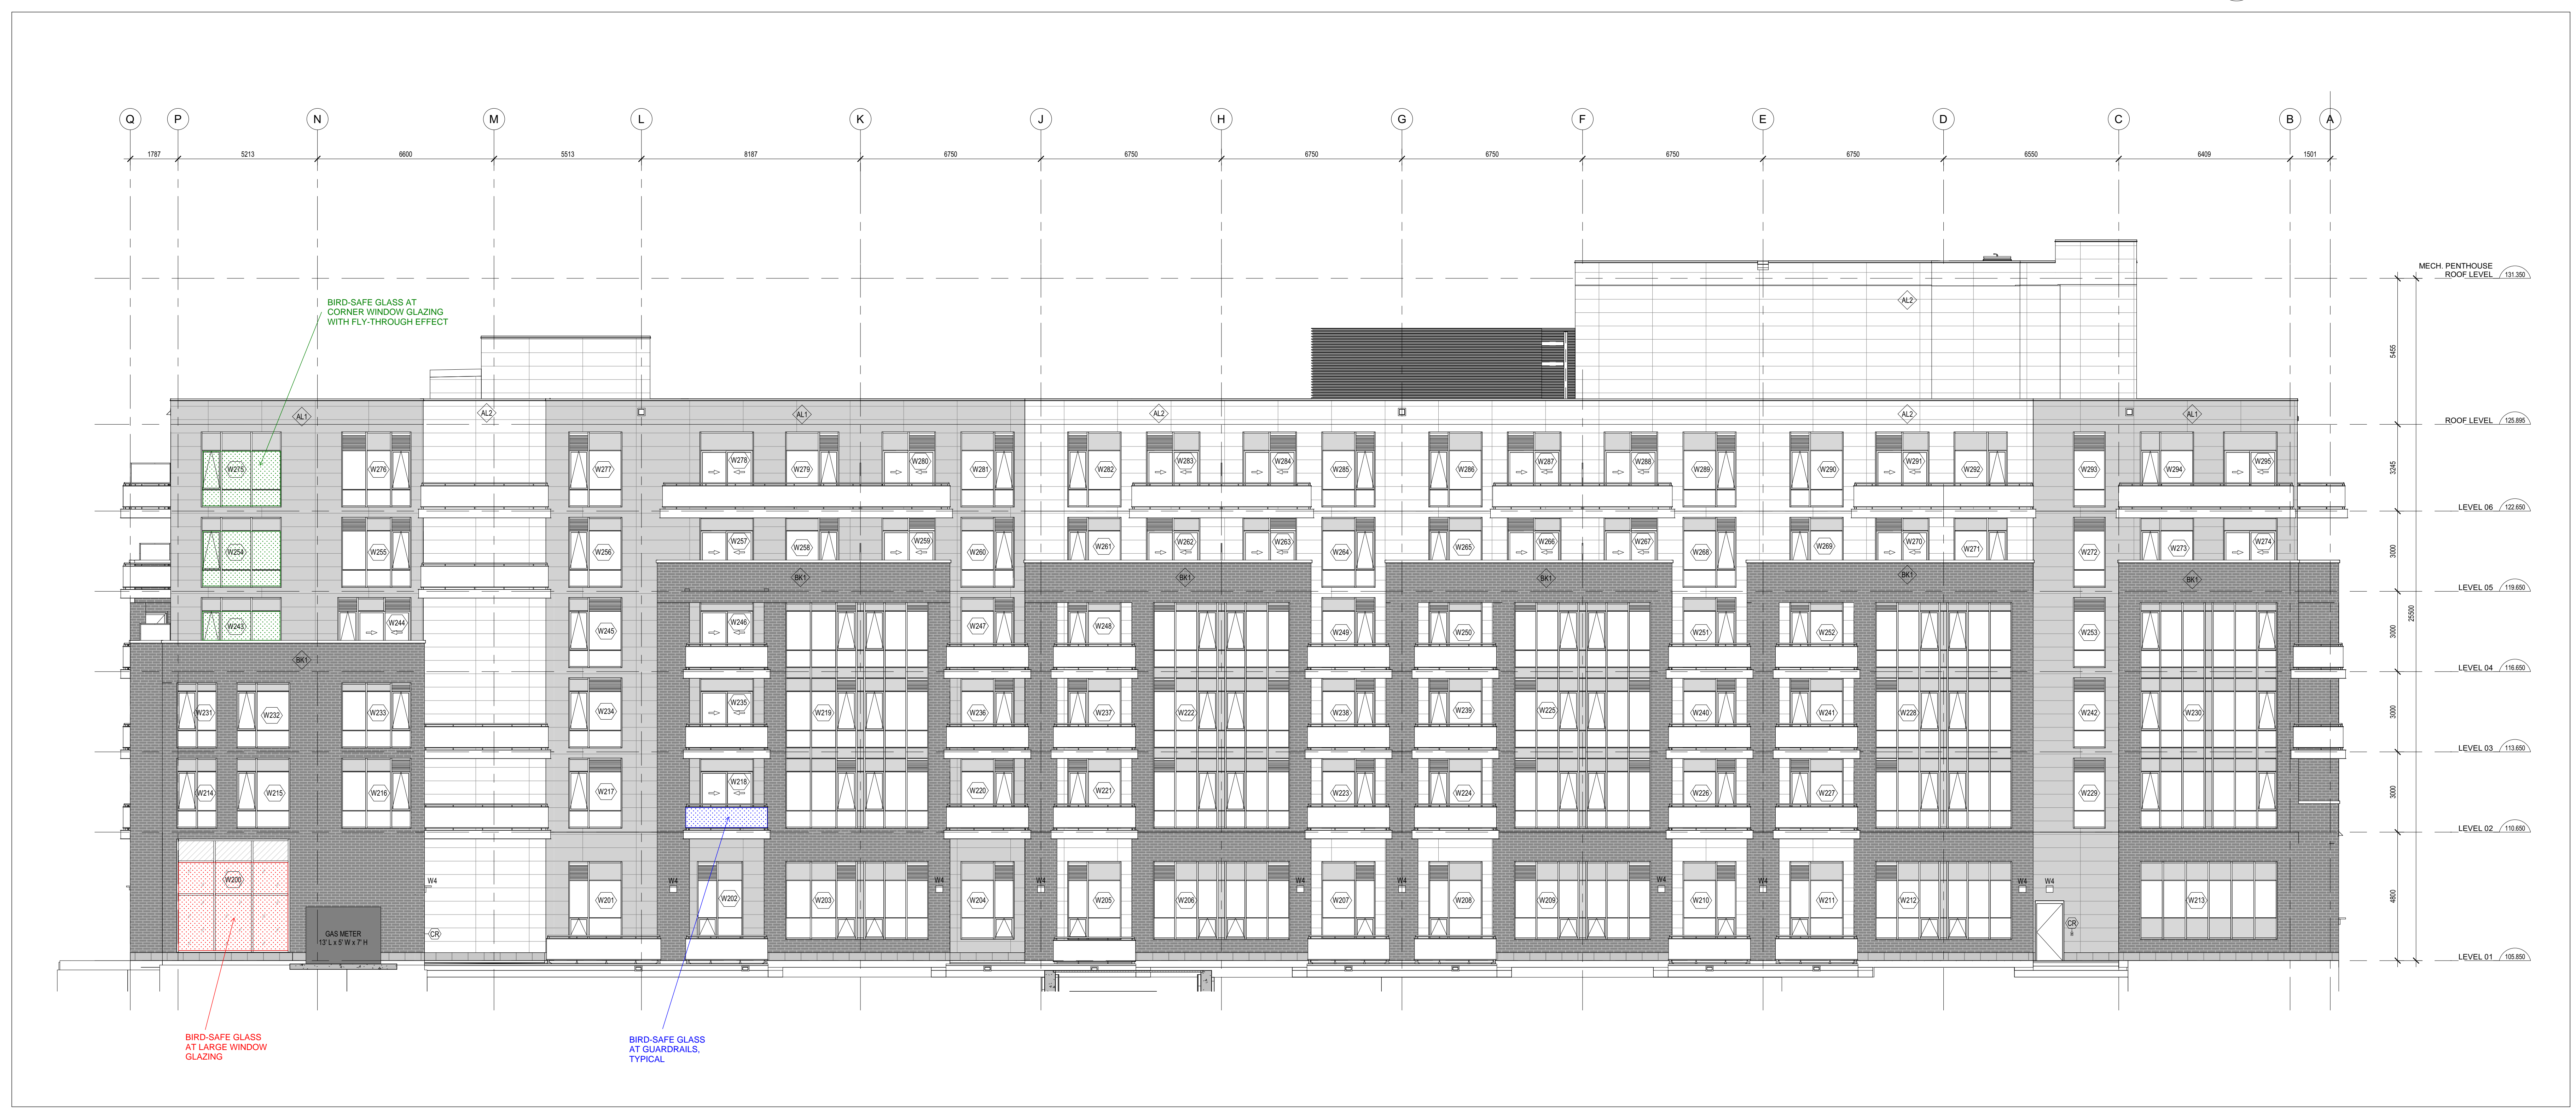 Q P N M L K J H G F E D C B A
1787 5213 6600 5513 8187 6750 6750 6750 6750 6750 6750 6550 6409 1501
MECH. PENTHOUSE
ROOF LEVEL 131.350
BIRD-SAFE GLASS AT
CORNER WINDOW GLAZING
WITH FLY-THROUGH EFFECT
AL2
5455
AL1 AL2 AL1 AL2 AL2 AL1
ROOF LEVEL 125.895
W275 W276 W277 W278 W279 W280 W281 W282 W283 W284 W285 W286 W287 W288 W289 W290 W291 W292 W293 W294 W295
3245
LEVEL 06 122.650
W254 W255 W256 W257 W258 W259 W260 W261 W262 W263 W264 W265 W266 W267 W268 W269 W270 W271 W272 W273 W274
3000
BK1 BK1 BK1 BK1 BK1
LEVEL 05 119.650
25500
W243 W244 W245 W246 W247 W248 W249 W250 W251 W252 W253
3000
BK1
LEVEL 04 116.650
W231 W232 W233 W234 W235 W219 W236 W237 W222 W238 W239 W225 W240 W241 W228 W242 W230
3000
LEVEL 03 113.650
W214 W215 W216 W217 W218 W220 W221 W223 W224 W226 W227 W229
3000
LEVEL 02 110.650
W4 W4 W4 W4 W4 W4 W4 W4 W4 W4
W200 W201 W202 W203 W204 W205 W206 W207 W208 W209 W210 W211 W212 W213
4800
CR CR
GAS METER
13' L x 5' W x 7' H
LEVEL 01 105.850
BIRD-SAFE GLASS
AT LARGE WINDOW
GLAZING
BIRD-SAFE GLASS
AT GUARDRAILS,
TYPICAL